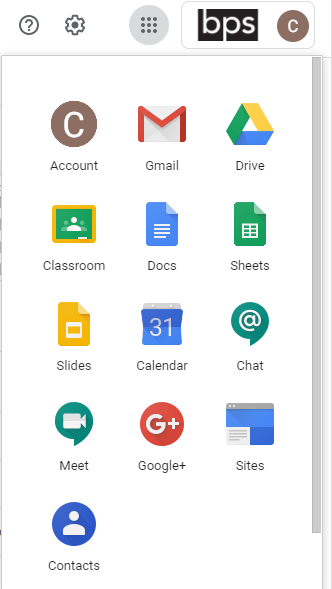 ? bps C
C
Account Gmail Drive
Classroom Docs Sheets
31 @
Slides Calendar Chat
G+
Meet Google+ Sites
Contacts